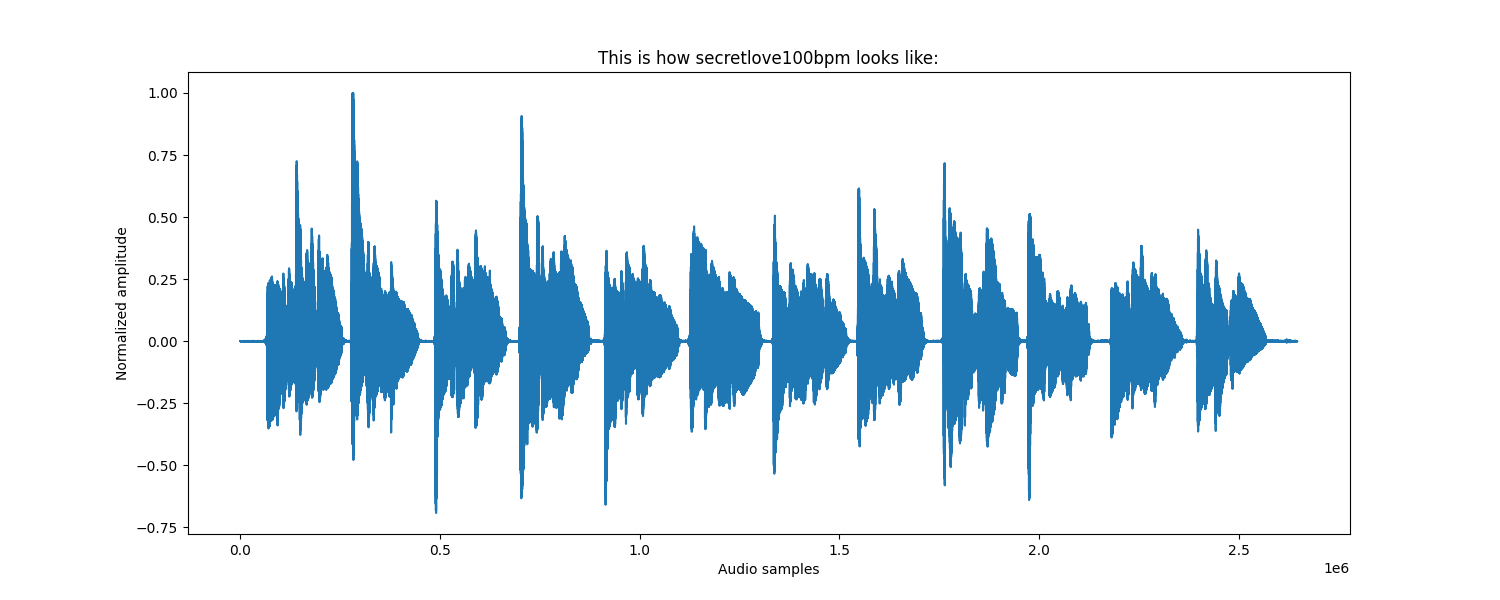 This is how secretlove100bpm looks like:
1.00
0.75
0.50
0.25
0.00
−0.25
−0.50
−0.75
Normalized amplitude
0.0 0.5 1.0 1.5 2.0 2.5
1e6
Audio samples